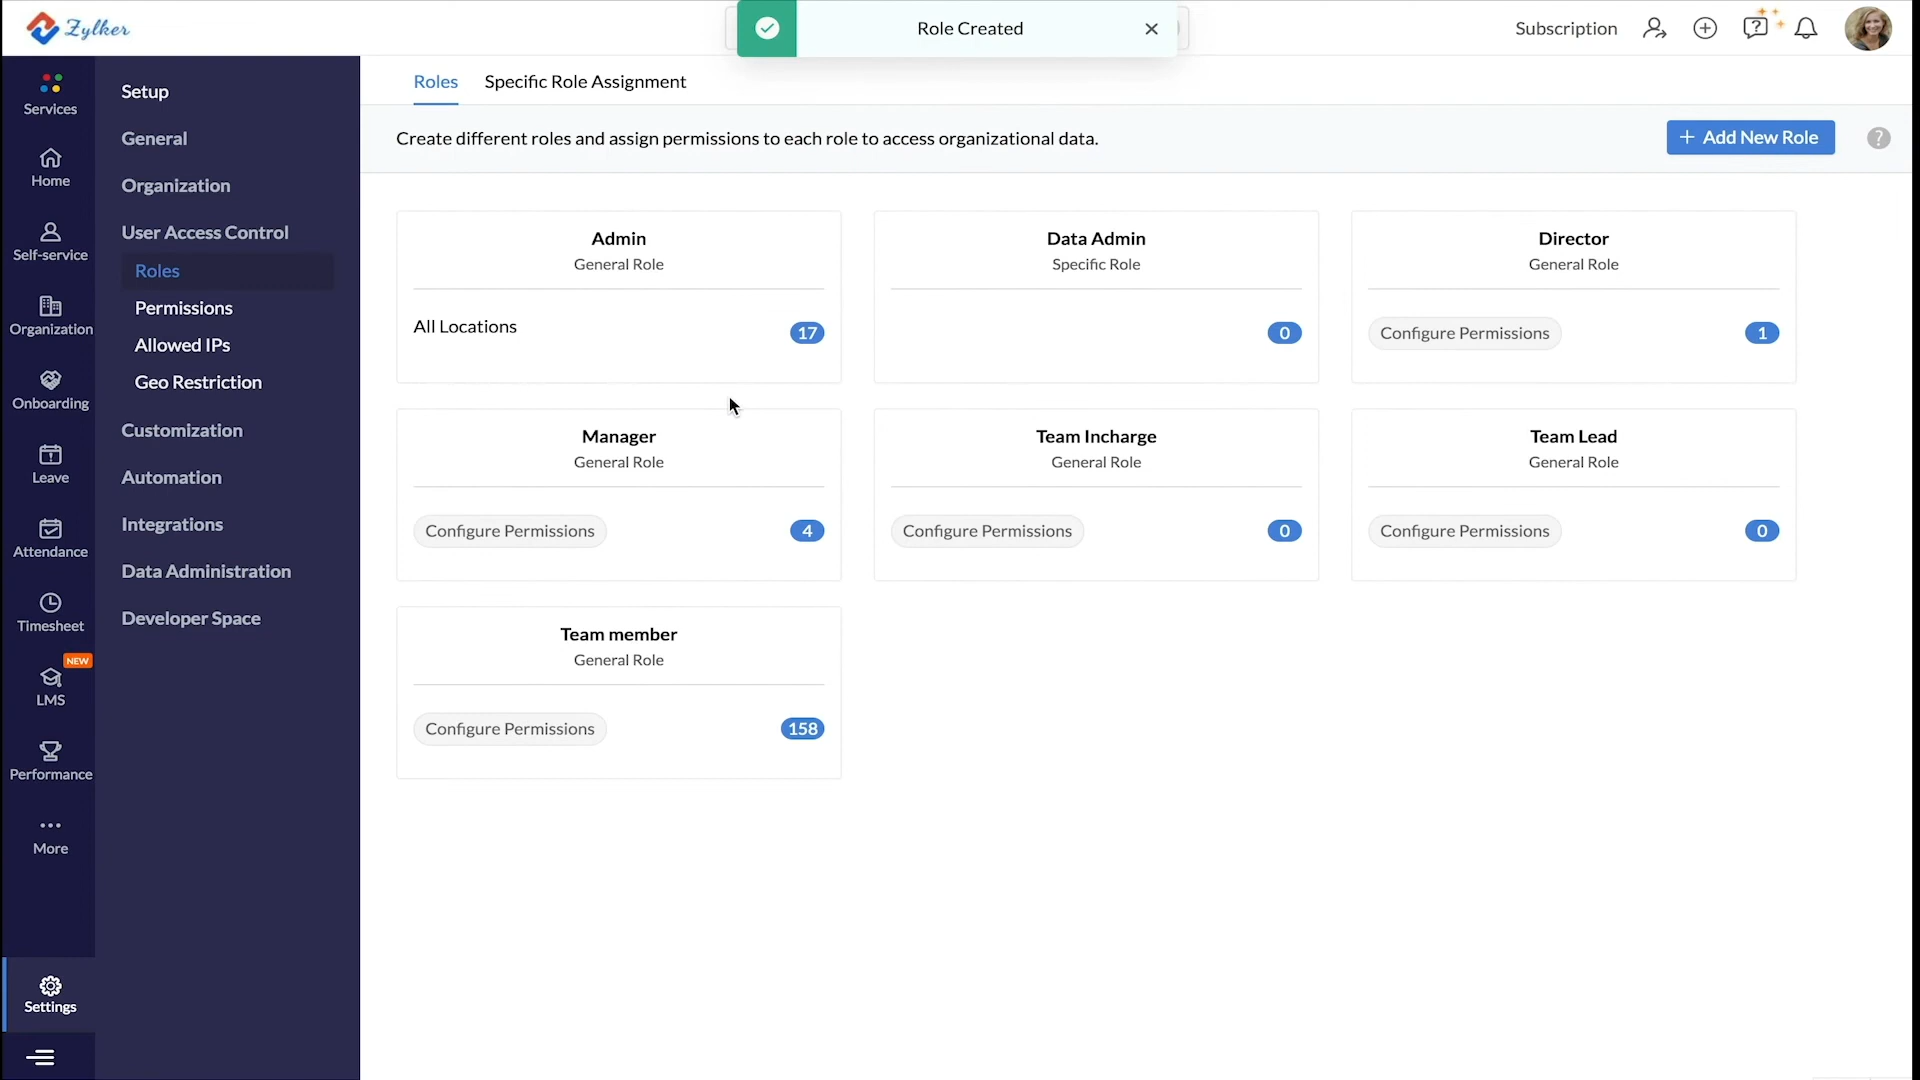 Zylker
Role Created
Subscription
Services
Home
Self-service
Organization
Onboarding
Leave
Attendance
Timesheet
NEW
LMS
Performance
More
Settings
Setup
General
Organization
User Access Control
Roles
Permissions
Allowed IPs
Geo Restriction
Customization
Automation
Integrations
Data Administration
Developer Space
Roles
Specific Role Assignment
Create different roles and assign permissions to each role to access organizational data.
+ Add New Role
?
Admin
General Role
All Locations
17
Data Admin
Specific Role
0
Director
General Role
Configure Permissions
1
Manager
General Role
Configure Permissions
4
Team Incharge
General Role
Configure Permissions
0
Team Lead
General Role
Configure Permissions
0
Team member
General Role
Configure Permissions
158